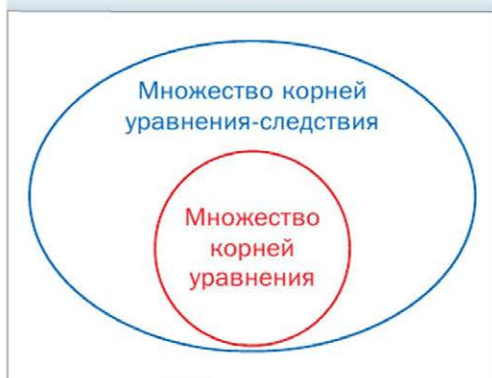 Множество корней
уравнения-следствия
Множество
корней
уравнения